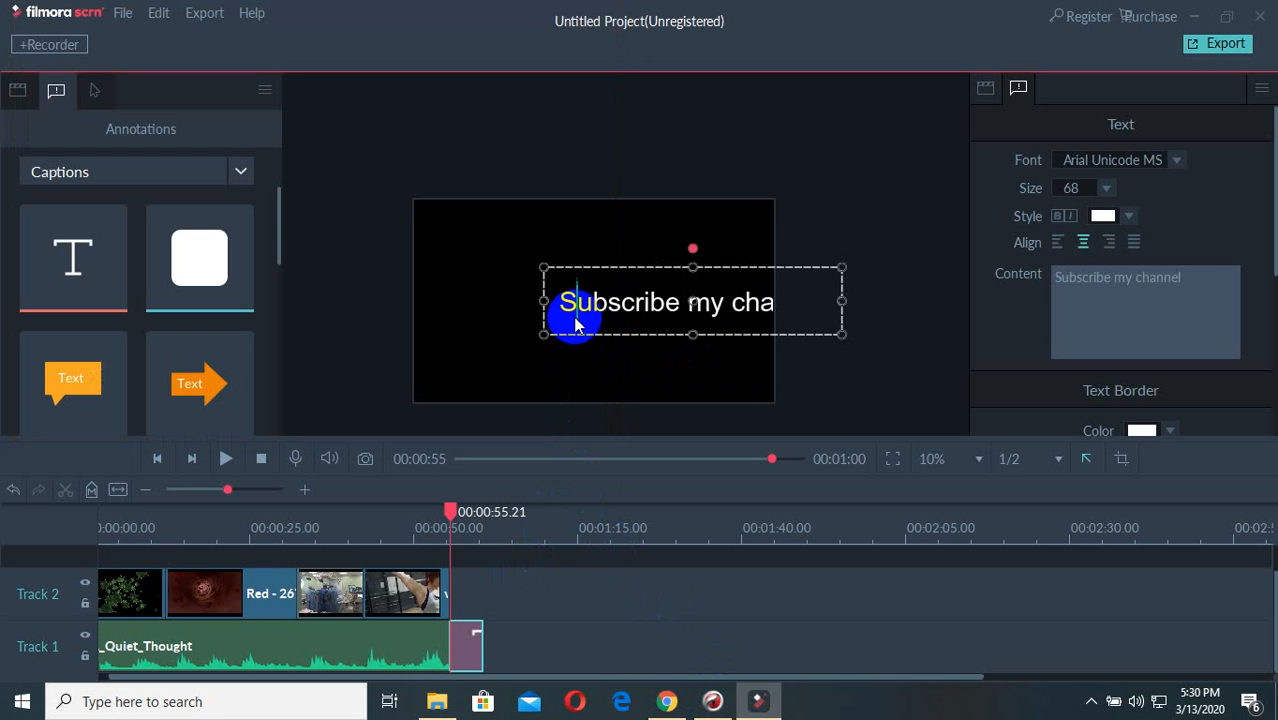 filmora scrn
File
Edit
Export
Help
Untitled Project(Unregistered)
Register
Purchase
+Recorder
Export
Annotations
Captions
T
Text
Text
Subscribe my cha
Text
Font
Arial Unicode MS
Size
68
Style
B I
Align
Content
Subscribe my channel
Text Border
Color
00:00:55
00:01:00
10%
1/2
00:00:55.21
0:00:00.00
00:00:25.00
00:00:50.00
00:01:15.00
00:01:40.00
00:02:05.00
00:02:30.00
00:02:5
Track 2
Red - 26
Track 1
_Quiet_Thought
Type here to search
5:30 PM
3/13/2020
6